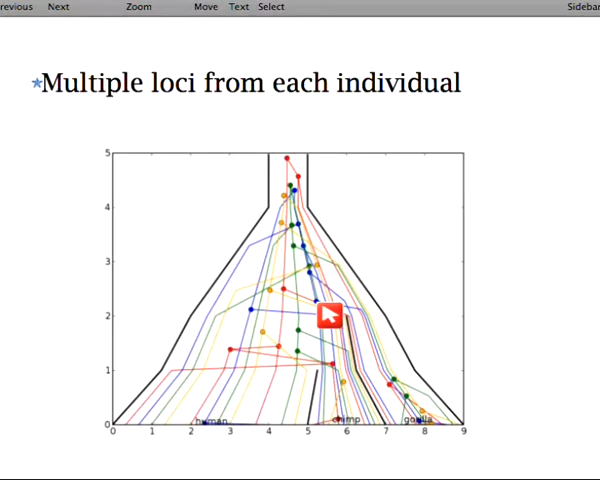 revious Next Zoom Move Text Select Sidebar
Multiple loci from each individual
5
4
3
2
1
0
human chimp gorilla
0 1 2 3 4 5 6 7 8 9